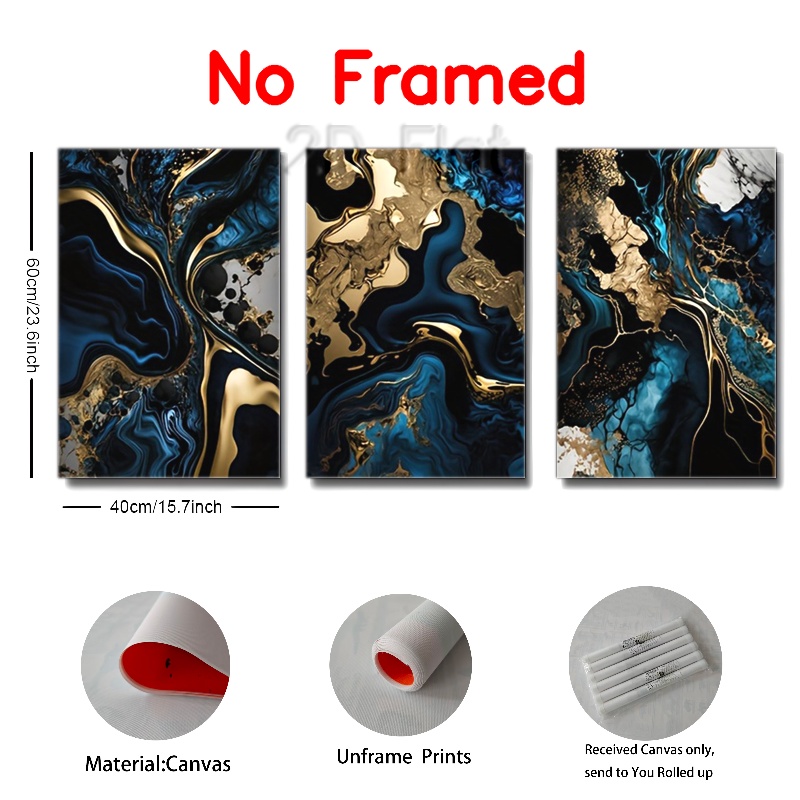 No Framed
2D Flat
60cm/23.6inch
40cm/15.7inch
Material:Canvas
Unframe Prints
Received Canvas only,
send to You Rolled up